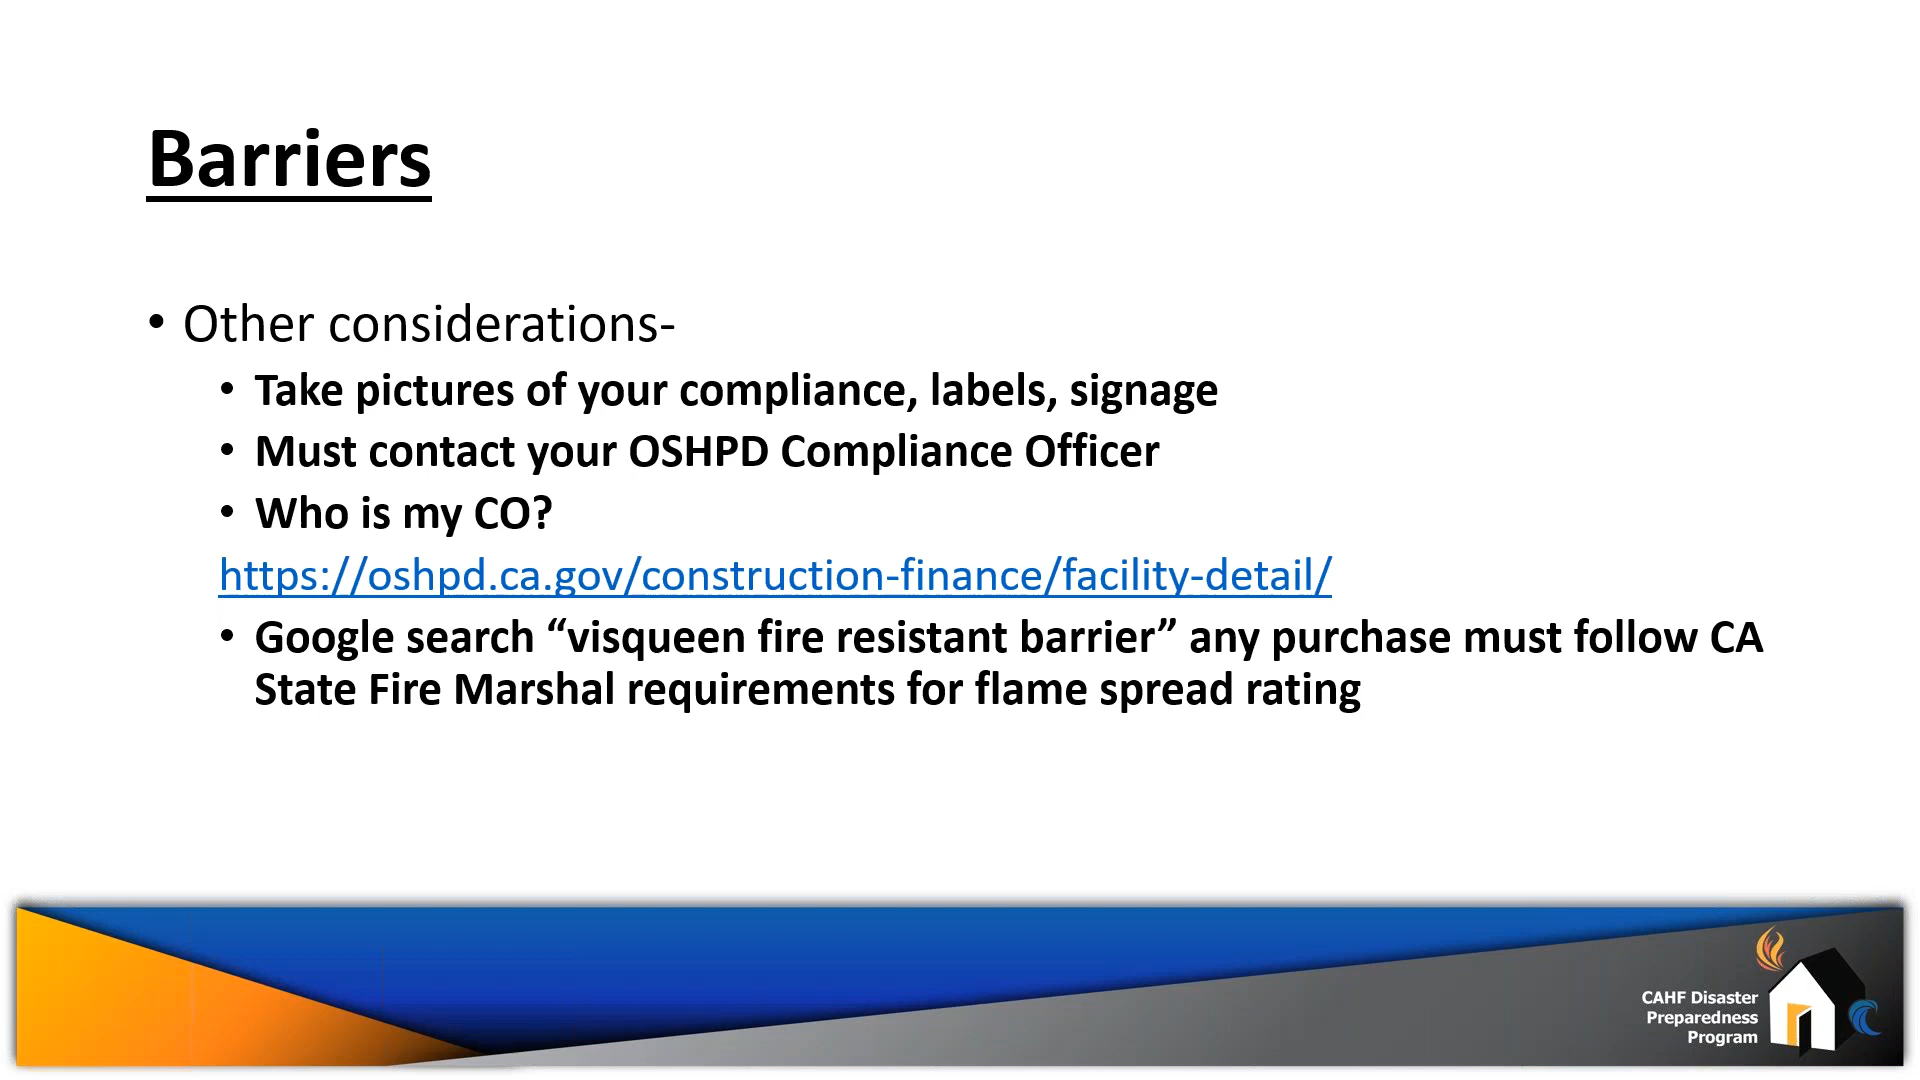 Barriers
• Other considerations-
• Take pictures of your compliance, labels, signage
• Must contact your OSHPD Compliance Officer
• Who is my CO?
https://oshpd.ca.gov/construction-finance/facility-detail/
• Google search “visqueen fire resistant barrier” any purchase must follow CA
State Fire Marshal requirements for flame spread rating
CAHF Disaster
Preparedness
Program